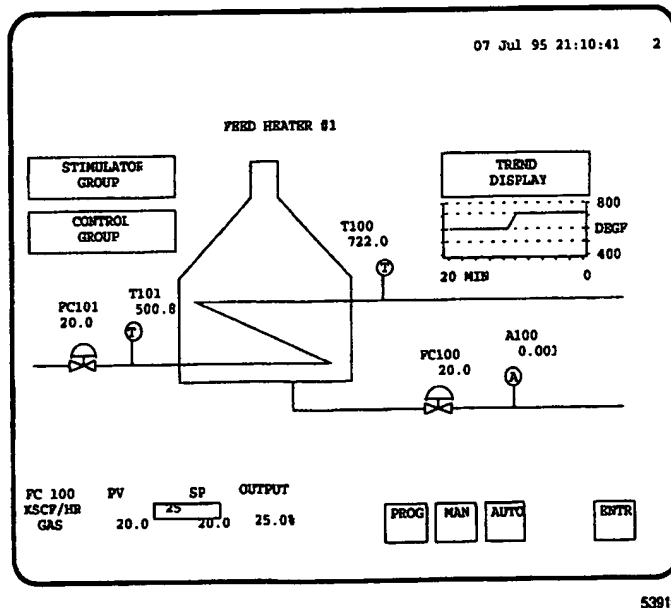 07 Jul 95 21:10:41 2
FEED HEATER #1
STIMULATOR
GROUP
CONTROL
GROUP
TREND
DISPLAY
800
DEGF
400
20 MIN 0
T100
722.0
T
T101
500.8
T
FC101
20.0
FC100
20.0
A100
0.001
A
FC 100 PV SP OUTPUT
KSCF/HR 25
GAS 20.0 20.0 25.0%
PROG MAN AUTO ENTR
5391